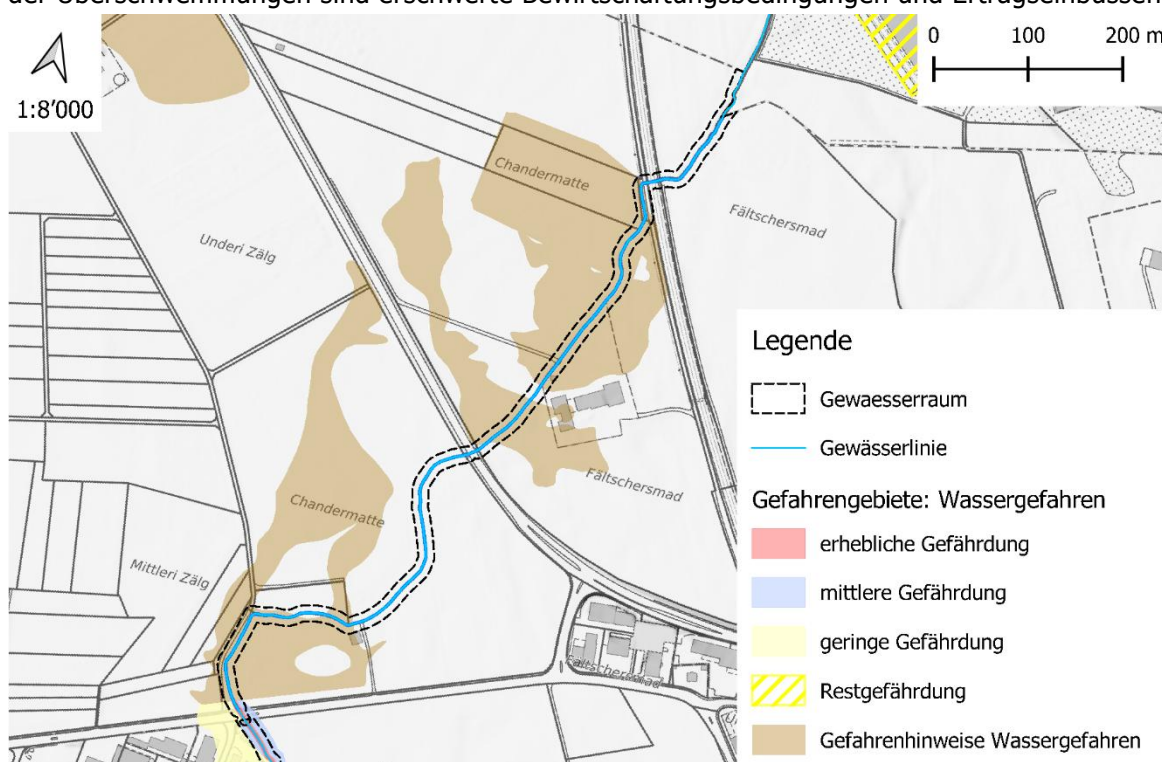 der Überschwemmungen sind erschwerte Bewirtschaftungsbedingungen und Ertragseinbussen
1:8'000
0 100 200 m
Chandermatte
Underi Zälg
Fältschersmad
Fältschersmad
Chandermatte
Mittleri Zälg
Fältschersmad
Legende
Gewaesserraum
Gewässerlinie
Gefahrengebiete: Wassergefahren
erhebliche Gefährdung
mittlere Gefährdung
geringe Gefährdung
Restgefährdung
Gefahrenhinweise Wassergefahren